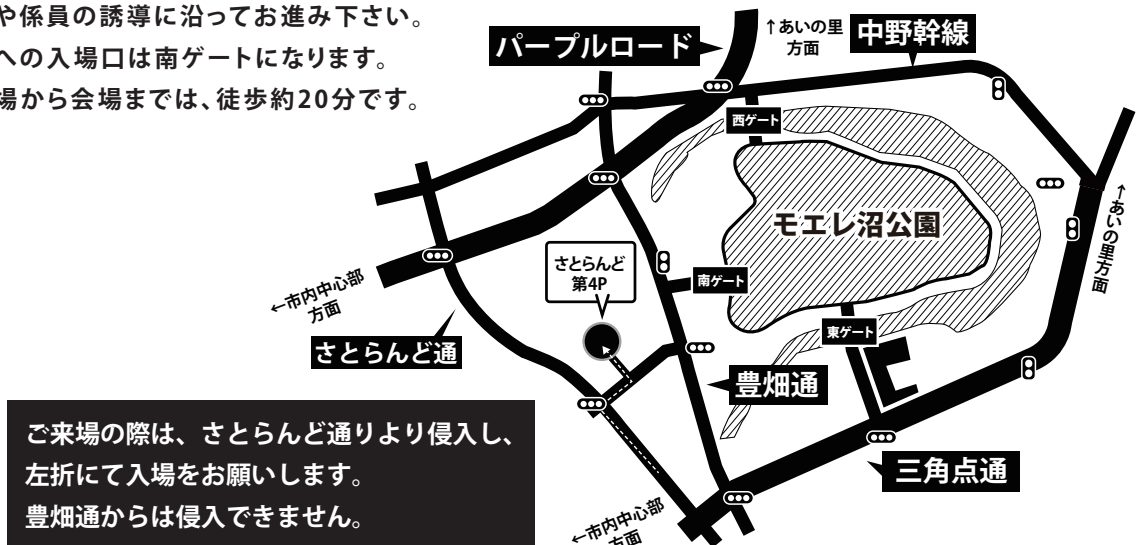 や係員の誘導に沿ってお進み下さい。
への入場口は南ゲートになります。
場から会場までは、徒歩約20分です。
パープルロード
↑あいの里
方面
中野幹線
西ゲート
モエレ沼公園
↑あいの里方面
さとらんど
第4P
南ゲート
←市内中心部
方面
東ゲート
さとらんど通
豊畑通
三角点通
←市内中心部
方面
ご来場の際は、さとらんど通りより侵入し、
左折にて入場をお願いします。
豊畑通からは侵入できません。